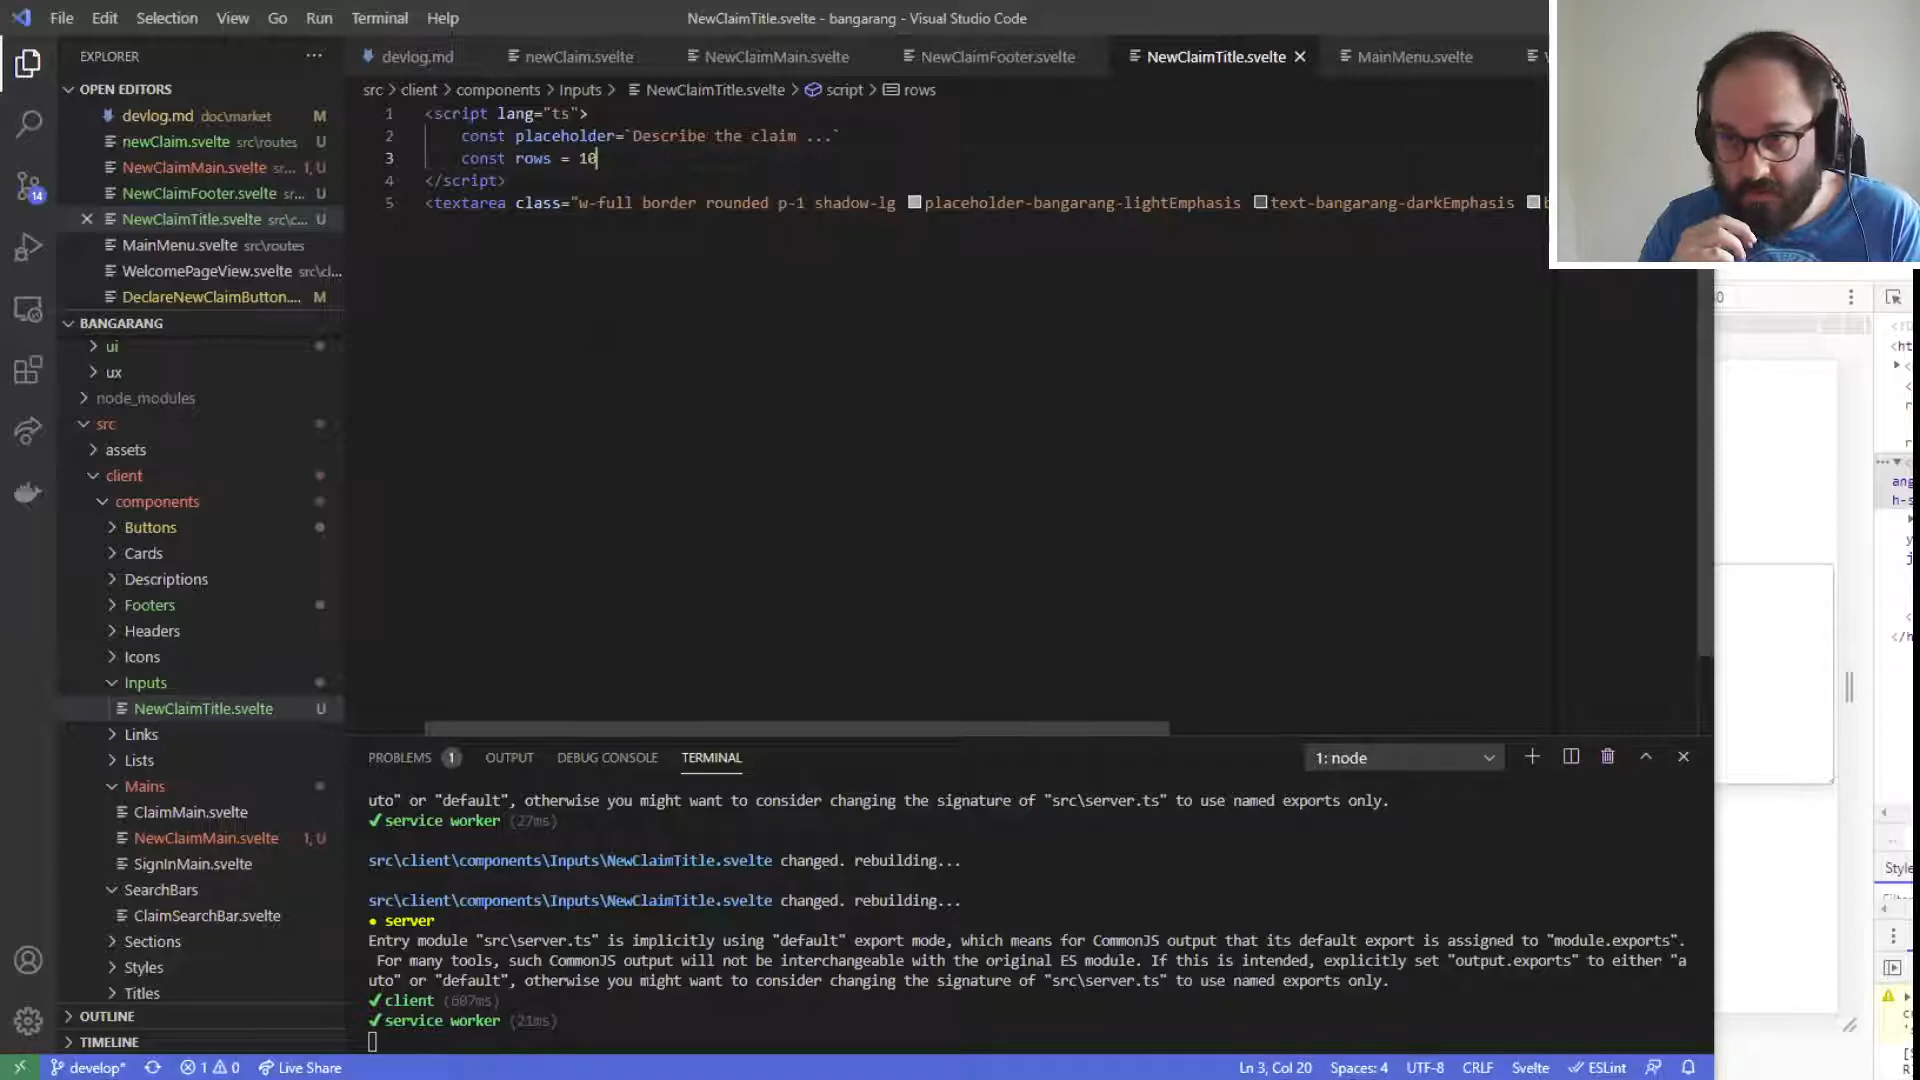 File Edit Selection View Go Run Terminal Help
NewClaimTitle.svelte - bangarang - Visual Studio Code
EXPLORER
OPEN EDITORS
devlog.md doc\market M
newClaim.svelte src\routes U
NewClaimMain.svelte sr... 1, U
NewClaimFooter.svelte sr... U
NewClaimTitle.svelte src\c... U
MainMenu.svelte src\routes
WelcomePageView.svelte src\cl...
DeclareNewClaimButton.... M
BANGARANG
ui
ux
node_modules
src
assets
client
components
Buttons
Cards
Descriptions
Footers
Headers
Icons
Inputs
NewClaimTitle.svelte U
Links
Lists
Mains
ClaimMain.svelte
NewClaimMain.svelte 1, U
SignInMain.svelte
SearchBars
ClaimSearchBar.svelte
Sections
Styles
Titles
OUTLINE
TIMELINE
14
devlog.md newClaim.svelte NewClaimMain.svelte NewClaimFooter.svelte NewClaimTitle.svelte MainMenu.svelte
src > client > components > Inputs > NewClaimTitle.svelte > script > rows
1 <script lang="ts">
2 const placeholder=`Describe the claim ...`
3 const rows = 10
4 </script>
5 <textarea class="w-full border rounded p-1 shadow-lg placeholder-bangarang-lightEmphasis text-bangarang-darkEmphasis b
PROBLEMS 1 OUTPUT DEBUG CONSOLE TERMINAL
1: node
uto" or "default", otherwise you might want to consider changing the signature of "src\server.ts" to use named exports only.
✔service worker (27ms)
src\client\components\Inputs\NewClaimTitle.svelte changed. rebuilding...
src\client\components\Inputs\NewClaimTitle.svelte changed. rebuilding...
• server
Entry module "src\server.ts" is implicitly using "default" export mode, which means for CommonJS output that its default export is assigned to "module.exports".
For many tools, such CommonJS output will not be interchangeable with the original ES module. If this is intended, explicitly set "output.exports" to either "a
uto" or "default", otherwise you might want to consider changing the signature of "src\server.ts" to use named exports only.
✔client (607ms)
✔service worker (21ms)
develop* 1 0 Live Share
Ln 3, Col 20 Spaces: 4 UTF-8 CRLF Svelte ESLint
<ht
ang
h-s
</h
Style